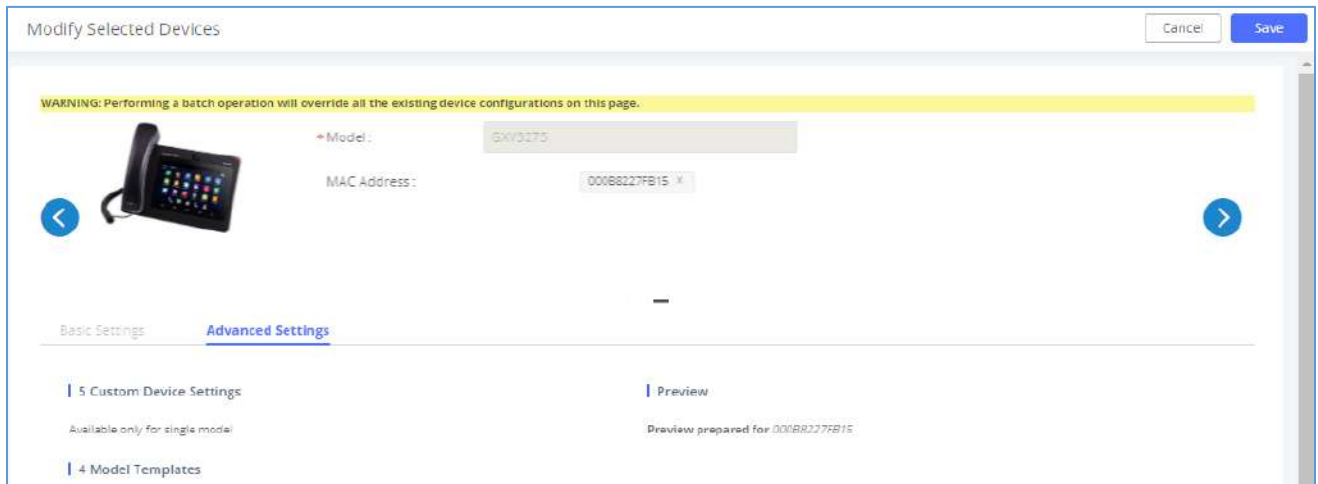 Modify Selected Devices
Cancel
Save
WARNING: Performing a batch operation will override all the existing device configurations on this page.
*Model :
GXV3275
MAC Address :
000B8227FB15 ×
Basic Settings
Advanced Settings
5 Custom Device Settings
Preview
Available only for single model
Preview prepared for 000B8227FB15
4 Model Templates